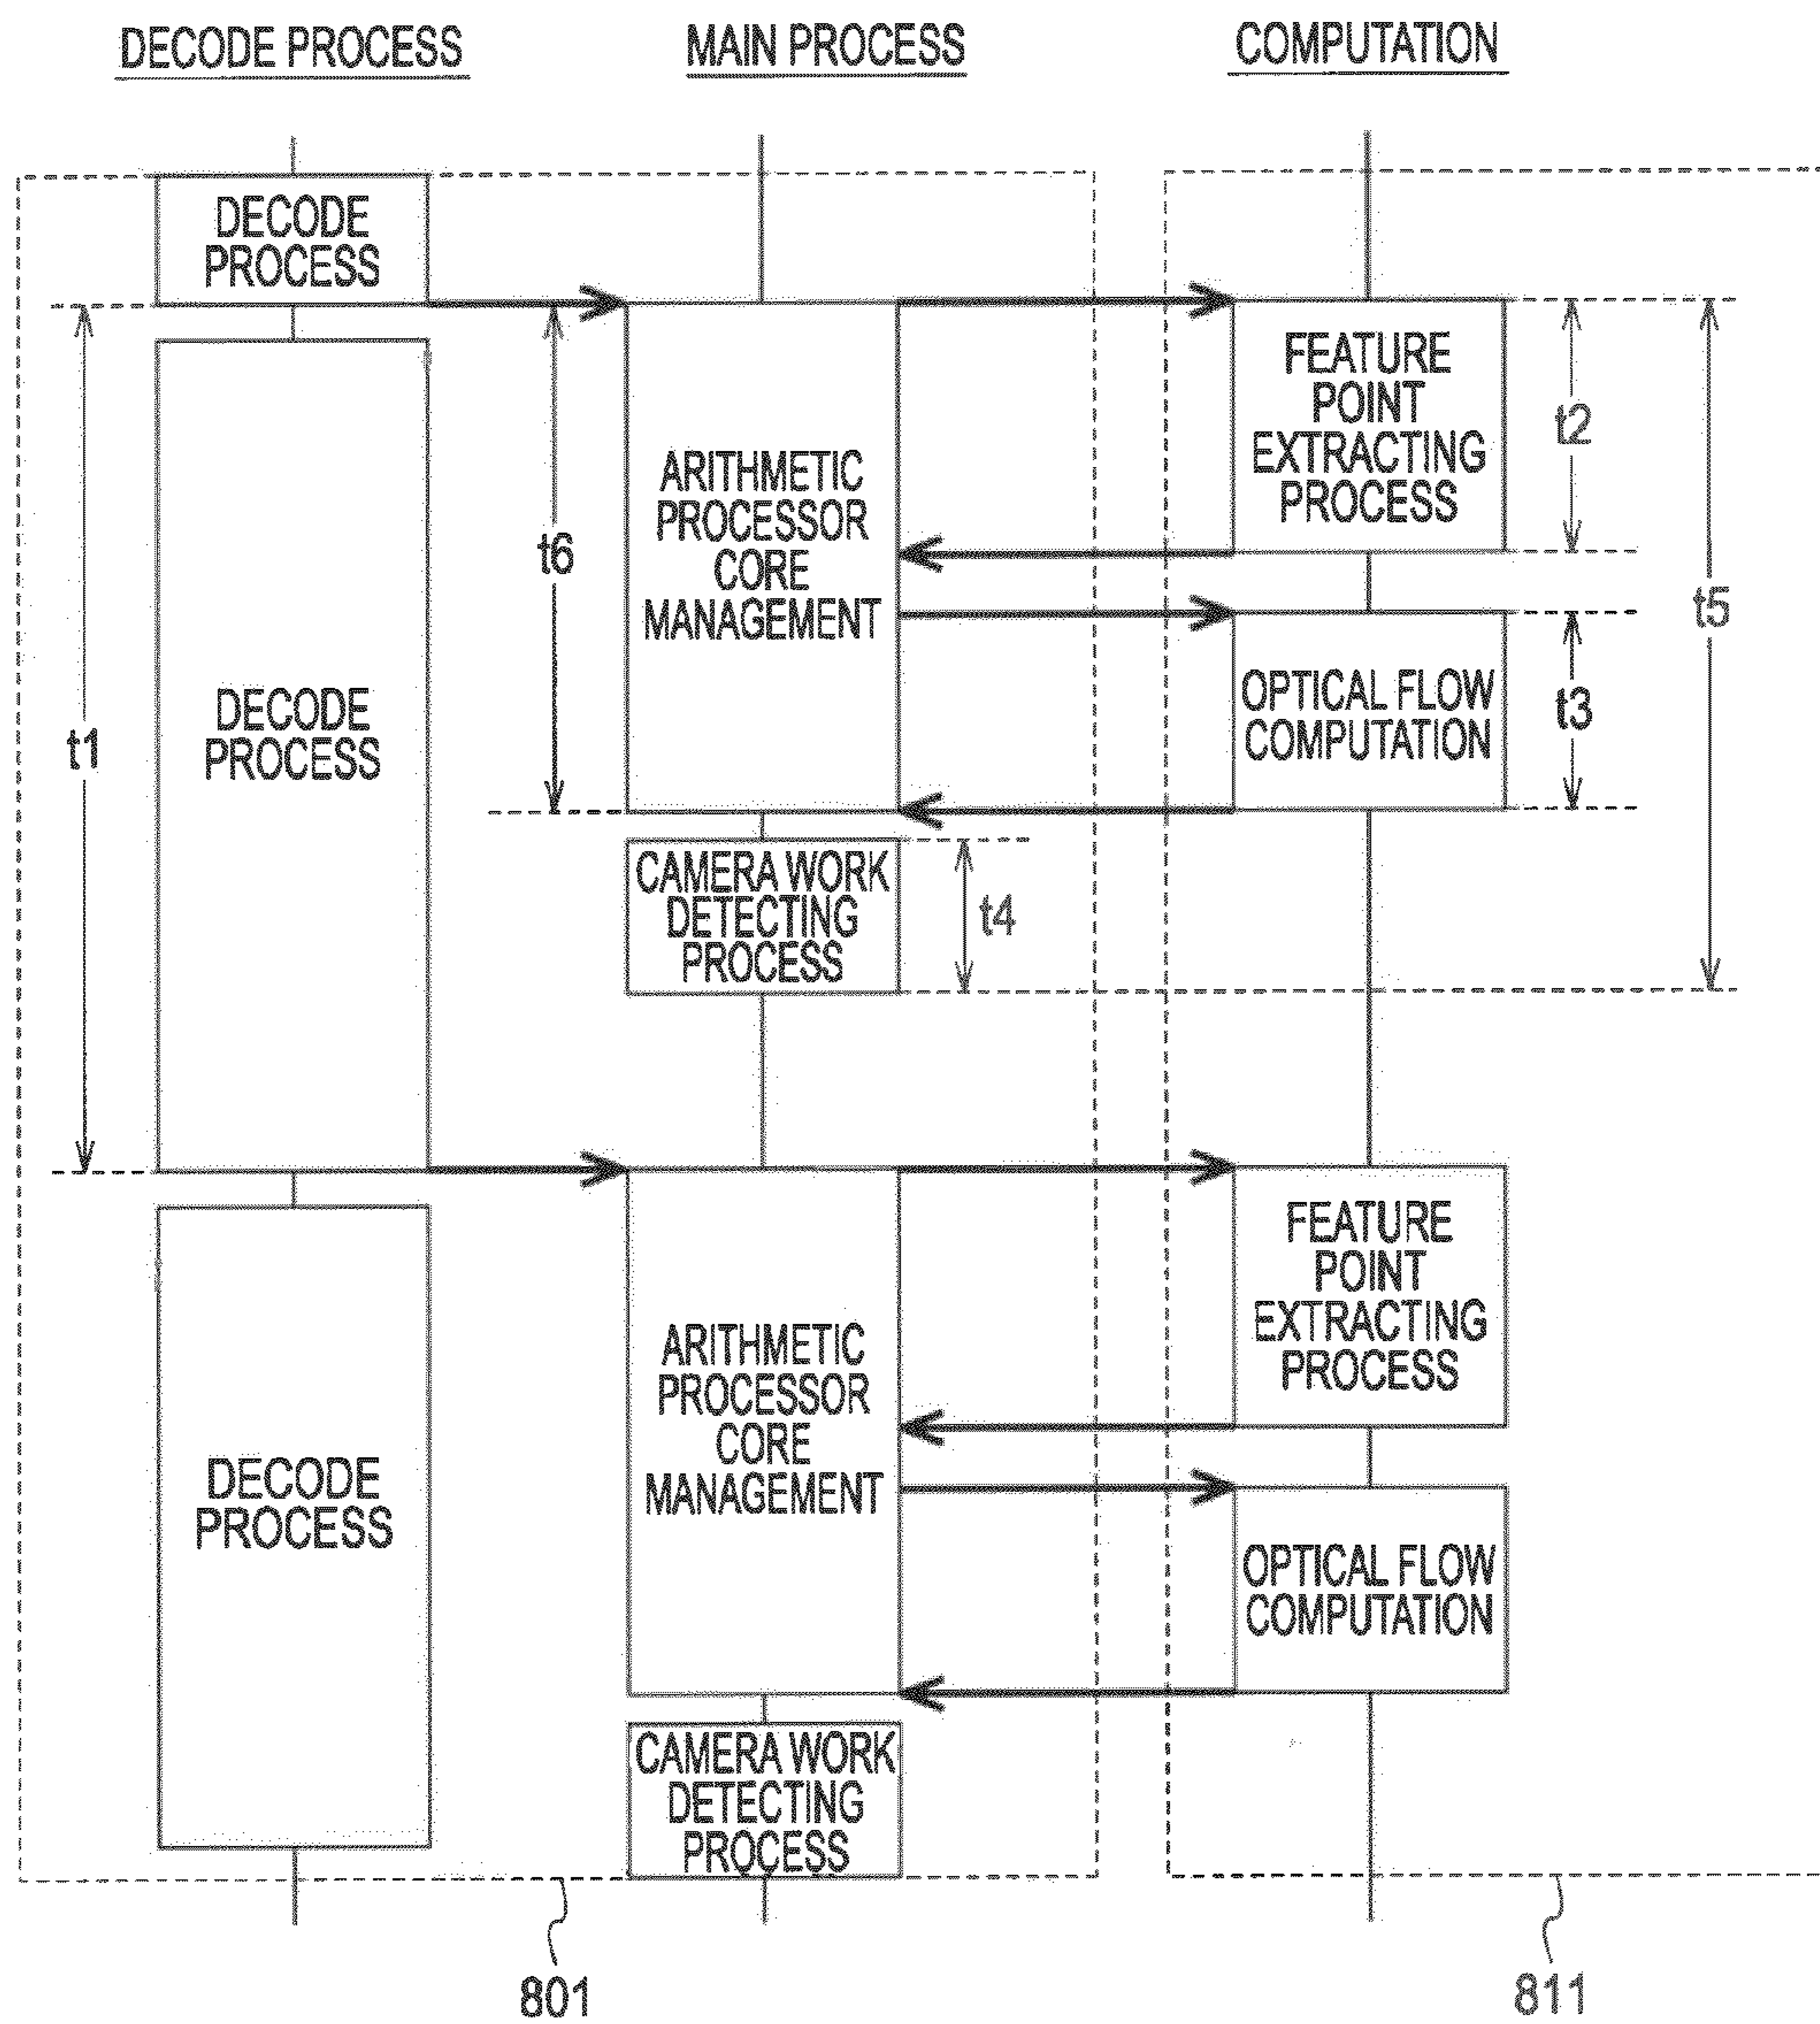 DECODE PROCESS
MAIN PROCESS
COMPUTATION
DECODE
PROCESS
FEATURE
POINT
EXTRACTING
PROCESS
t2
ARITHMETIC
PROCESSOR
CORE
MANAGEMENT
t6
t5
DECODE
PROCESS
t1
OPTICAL FLOW
COMPUTATION
t3
CAMERA WORK
DETECTING
PROCESS
t4
FEATURE
POINT
EXTRACTING
PROCESS
ARITHMETIC
PROCESSOR
CORE
MANAGEMENT
DECODE
PROCESS
OPTICAL FLOW
COMPUTATION
CAMERA WORK
DETECTING
PROCESS
801
811